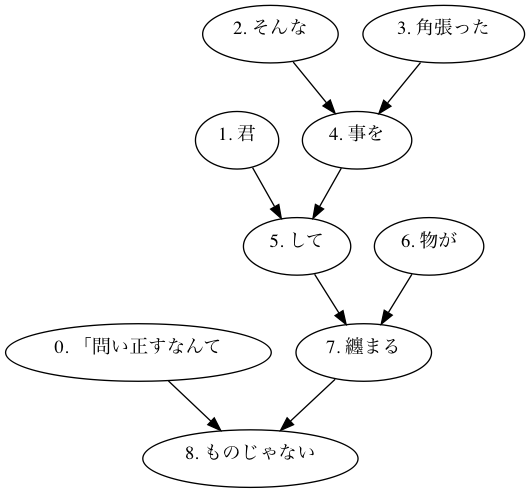 2. そんな
3. 角張った
1. 君
4. 事を
5. して
6. 物が
0. 「問い正すなんて
7. 纏まる
8. ものじゃない